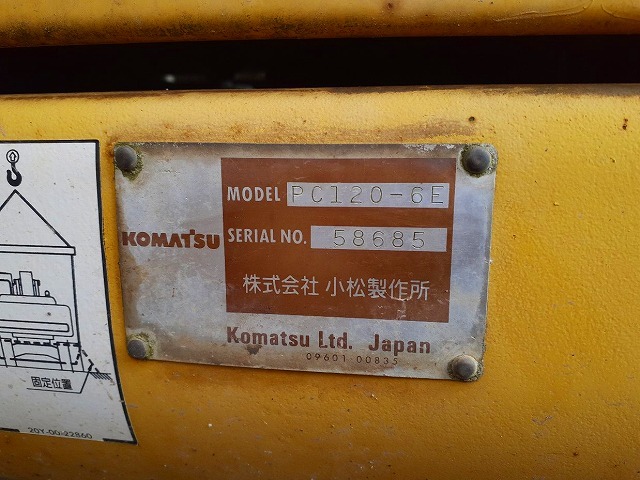 MODEL PC120-6E
KOMATSU
SERIAL NO. 58685
株式会社 小松製作所
Komatsu Ltd. Japan
09601 00835
固定位置
20Y-00-22860